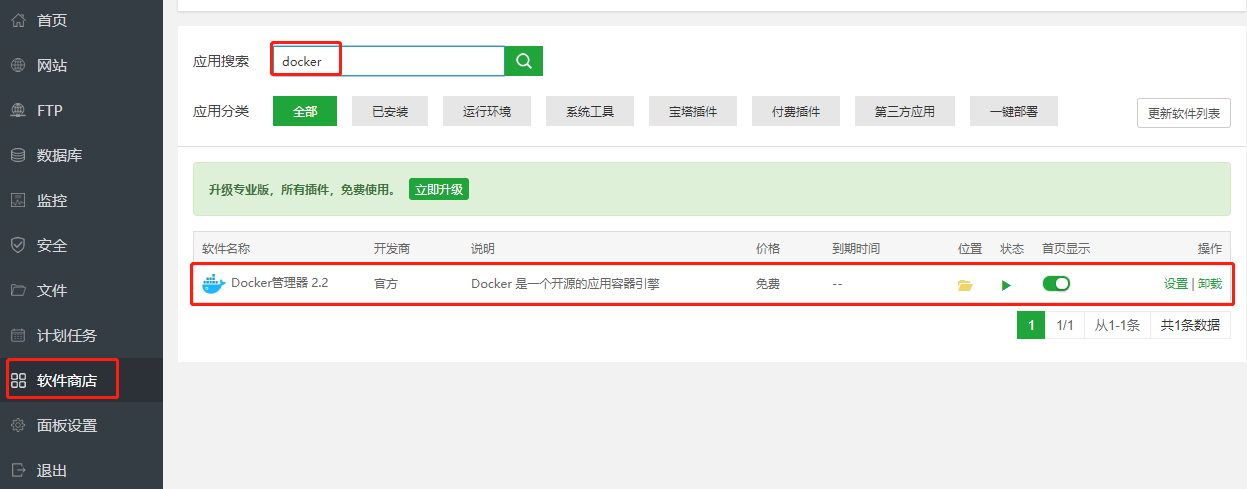 首页
网站
FTP
数据库
监控
安全
文件
计划任务
软件商店
面板设置
退出
应用搜索 docker
应用分类 全部 已安装 运行环境 系统工具 宝塔插件 付费插件 第三方应用 一键部署 更新软件列表
升级专业版，所有插件，免费使用。 立即升级
软件名称 开发商 说明 价格 到期时间 位置 状态 首页显示 操作
Docker管理器 2.2 官方 Docker 是一个开源的应用容器引擎 免费 -- 设置 | 卸载
1 1/1 从1-1条 共1条数据